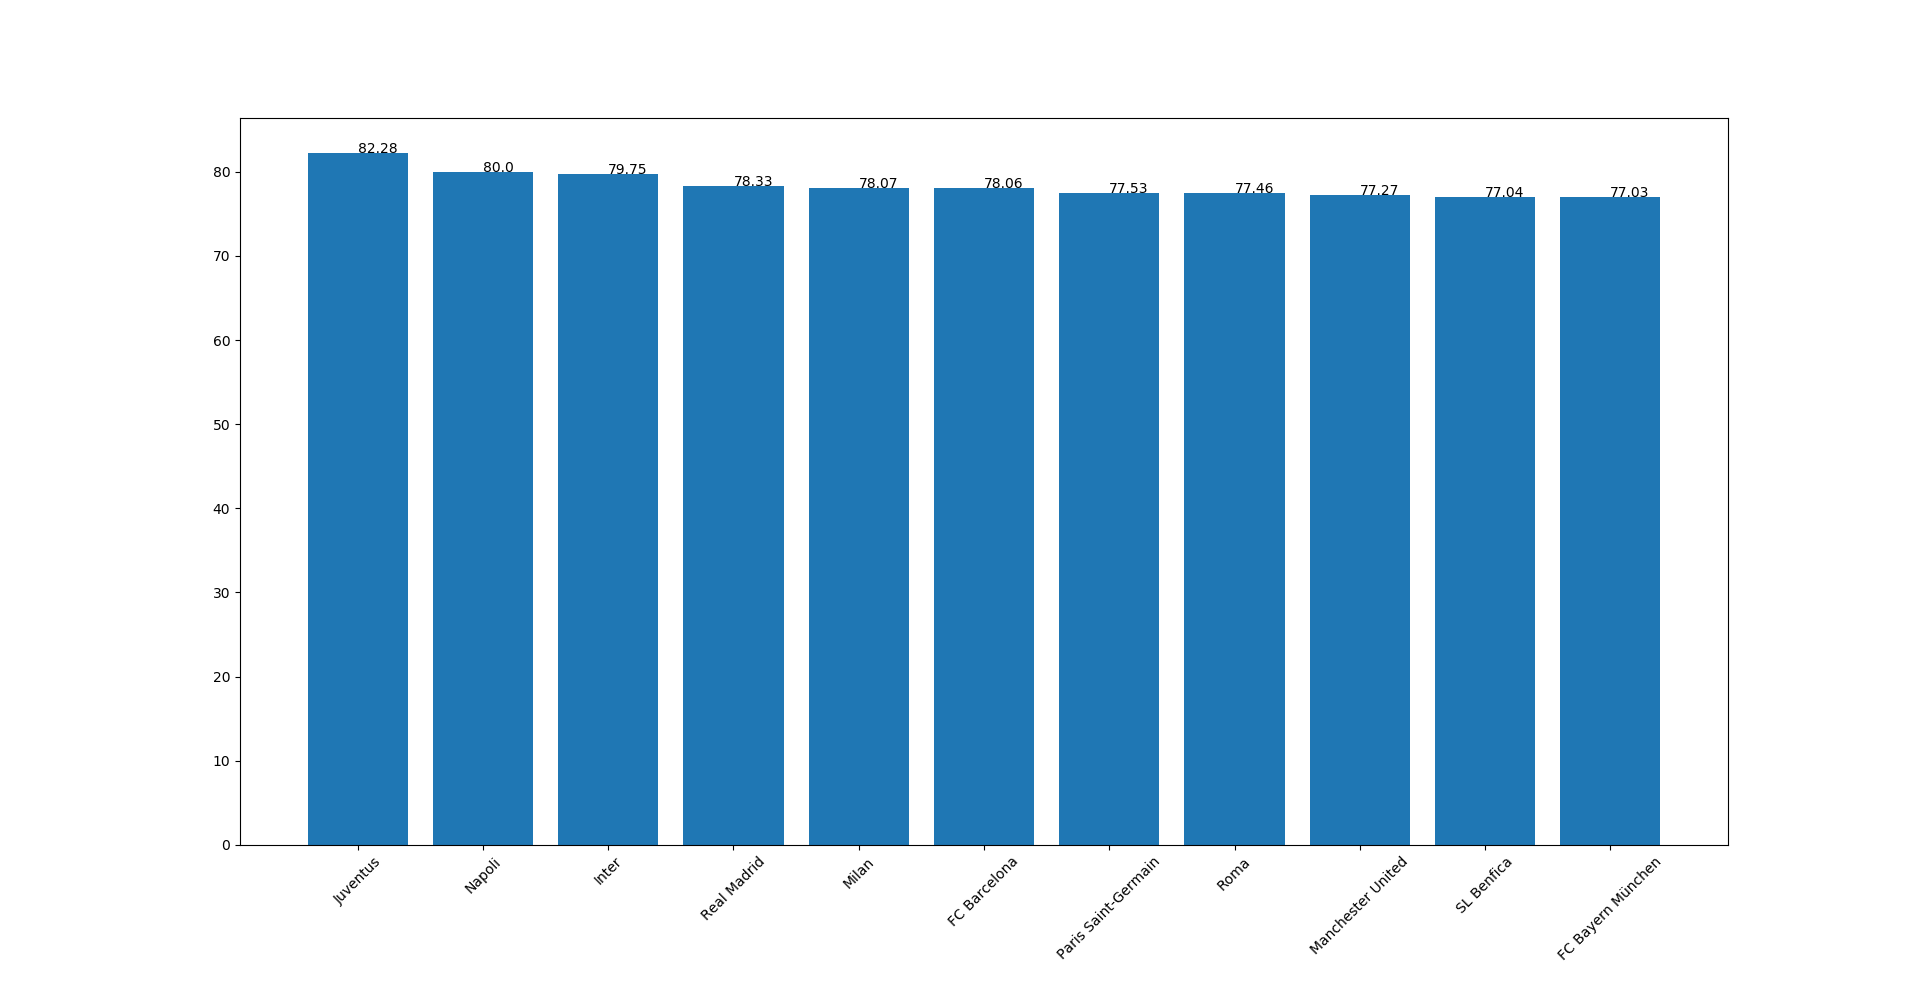 82.28
80.0
79.75
78.33
78.07
78.06
77.53
77.46
77.27
77.04
77.03
80
70
60
50
40
30
20
10
0
Juventus
Napoli
Inter
Real Madrid
Milan
FC Barcelona
Paris Saint-Germain
Roma
Manchester United
SL Benfica
FC Bayern München